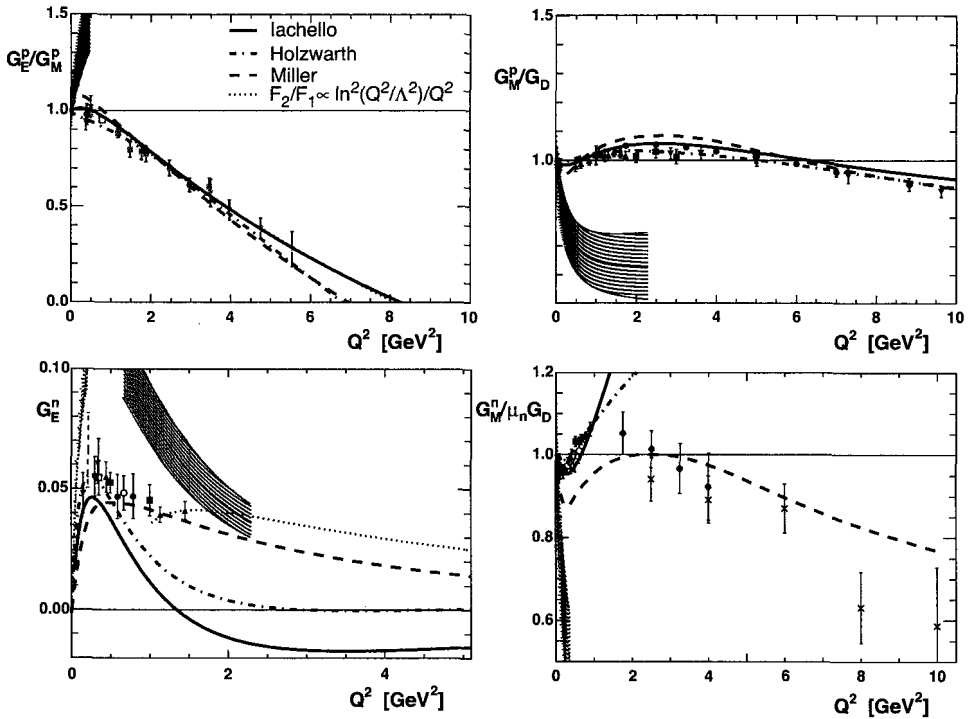 1.5
G_E^p/G_M^p
1.0
0.5
0.0
Iachello
Holzwarth
Miller
F_2/F_1 ∝ ln^2(Q^2/Λ^2)/Q^2
0 2 4 6 8 10
Q^2 [GeV^2]
1.5
G_M^p/G_D
1.0
0 2 4 6 8 10
Q^2 [GeV^2]
0.10
G_E^n
0.05
0.00
0 2 4
Q^2 [GeV^2]
1.2
G_M^n/μ_nG_D
1.0
0.8
0.6
0 2 4 6 8 10
Q^2 [GeV^2]